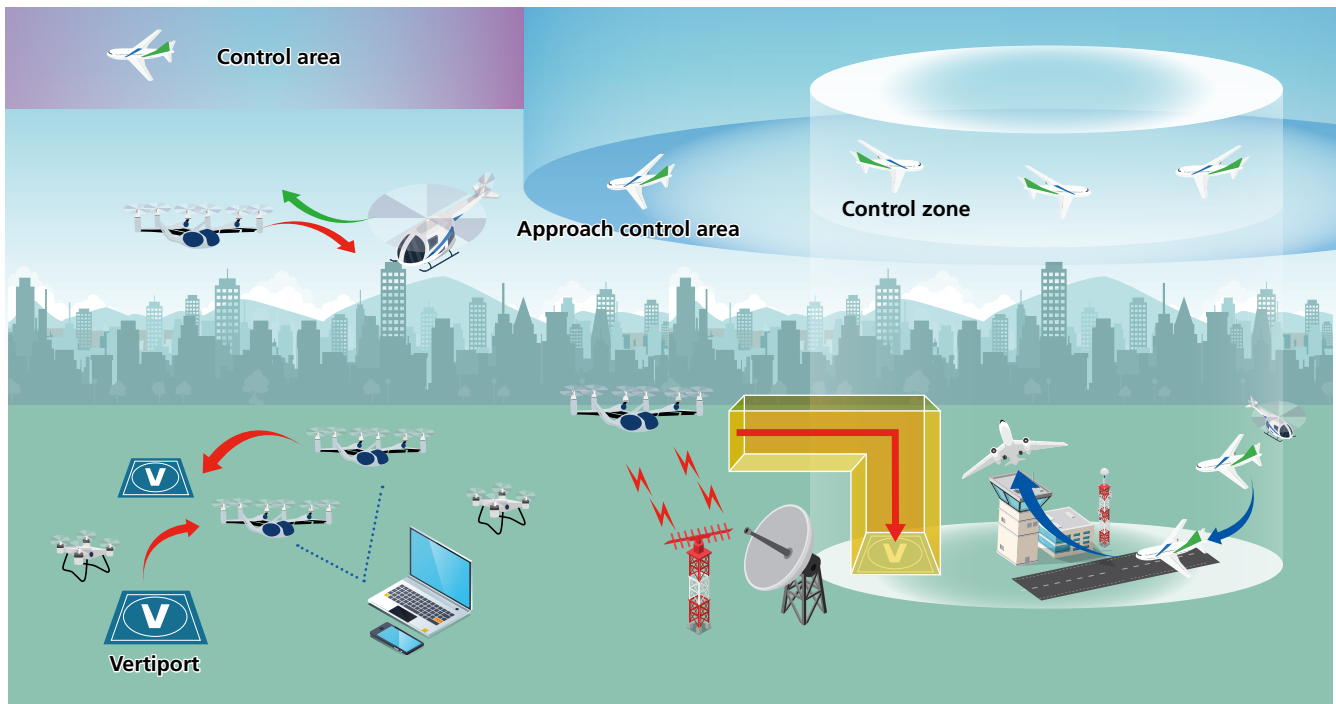 Control area
Control zone
Approach control area
V
V
V
Vertiport